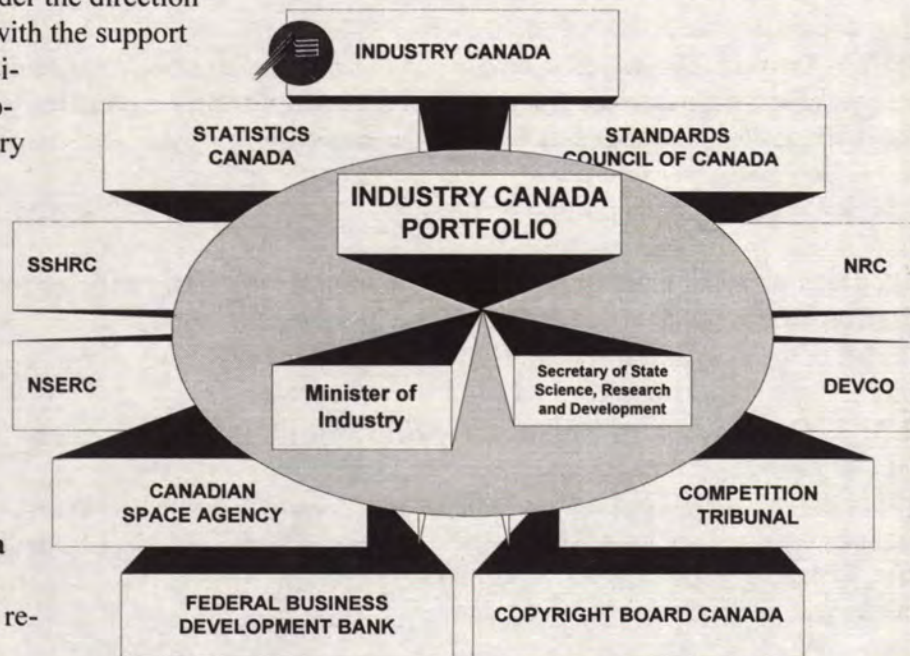 der the direction
with the support
i-
o-
ry
a
re-
INDUSTRY CANADA
STATISTICS
CANADA
STANDARDS
COUNCIL OF CANADA
INDUSTRY CANADA
PORTFOLIO
SSHRC
NRC
NSERC
DEVCO
Minister of
Industry
Secretary of State
Science, Research
and Development
CANADIAN
SPACE AGENCY
COMPETITION
TRIBUNAL
FEDERAL BUSINESS
DEVELOPMENT BANK
COPYRIGHT BOARD CANADA